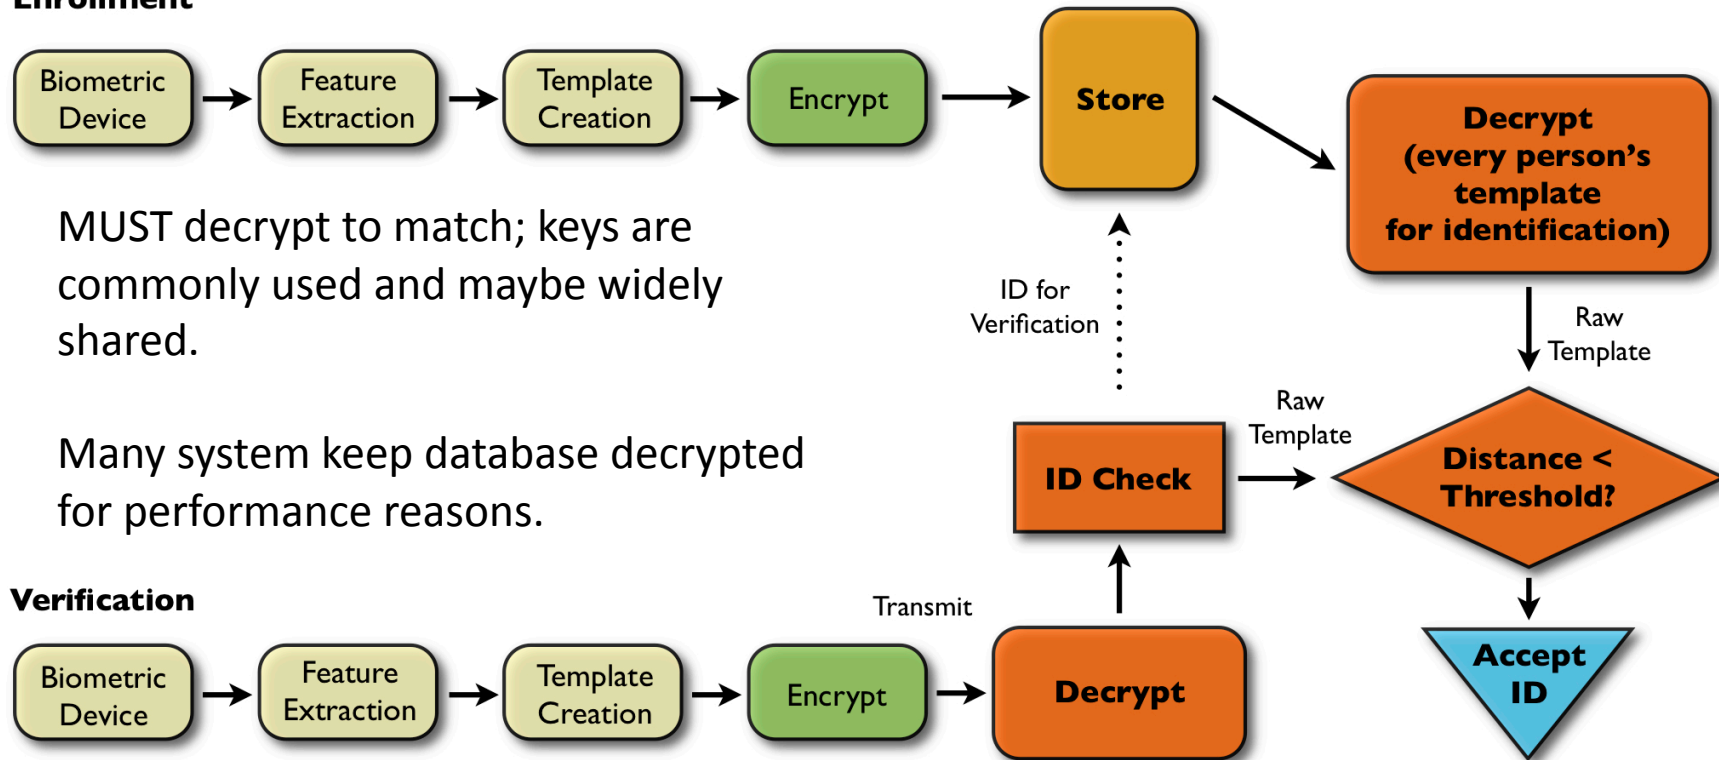 Enrollment
Biometric
Device
Feature
Extraction
Template
Creation
Encrypt
Store
Decrypt
(every person's
template
for identification)
MUST decrypt to match; keys are
commonly used and maybe widely
shared.
ID for
Verification
Raw
Template
Many system keep database decrypted
for performance reasons.
ID Check
Raw
Template
Distance <
Threshold?
Verification
Transmit
Biometric
Device
Feature
Extraction
Template
Creation
Encrypt
Decrypt
Accept
ID